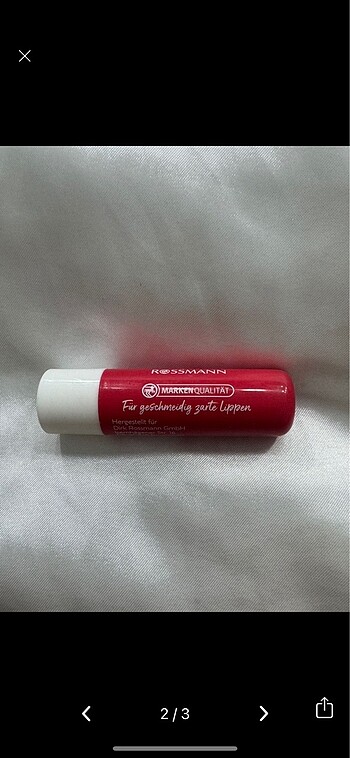 ROSSMANN
MARKENQUALITÄT
Für geschmeidig zarte Lippen
Hergestellt für
Dirk Rossmann GmbH
2/3